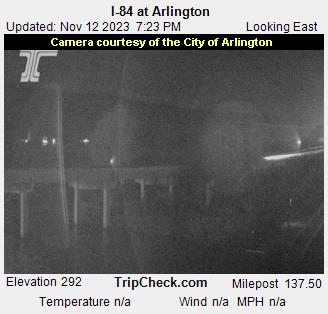 I-84 at Arlington
Updated: Nov 12 2023 7:23 PM Looking East
Camera courtesy of the City of Arlington
Elevation 292 TripCheck.com Milepost 137.50
Temperature n/a Wind n/a MPH n/a